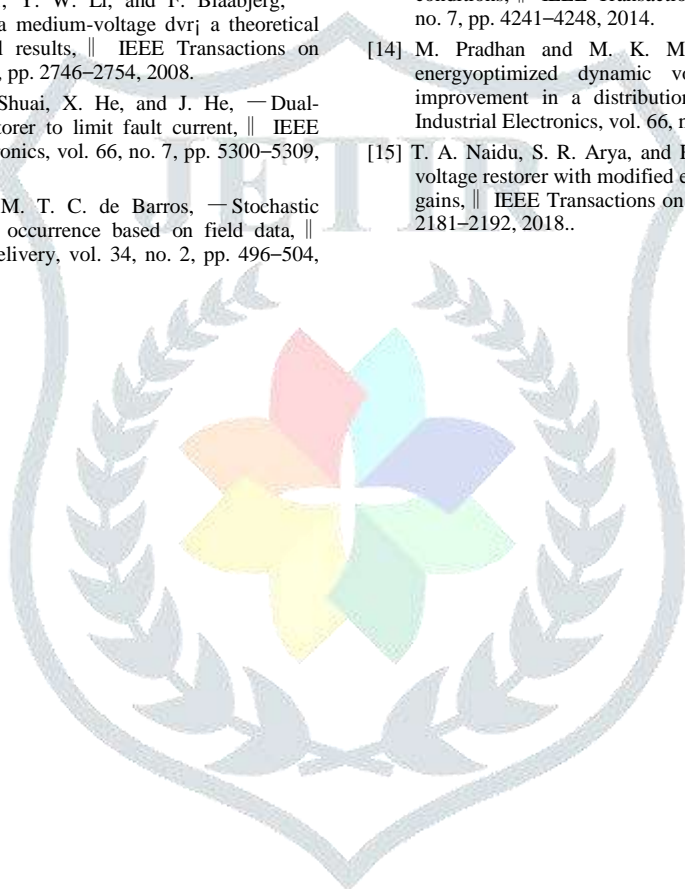 , Y. W. Li, and F. Blaabjerg,
a medium-voltage dvr¡ a theoretical
l results, ‖ IEEE Transactions on
, pp. 2746–2754, 2008.
Shuai, X. He, and J. He, ―Dual-
torer to limit fault current, ‖ IEEE
onics, vol. 66, no. 7, pp. 5300–5309,
M. T. C. de Barros, ―Stochastic
occurrence based on field data, ‖
elivery, vol. 34, no. 2, pp. 496–504,
no. 7, pp. 4241–4248, 2014.
[14] M. Pradhan and M. K. M
energyoptimized dynamic vo
improvement in a distribution
Industrial Electronics, vol. 66, n
[15] T. A. Naidu, S. R. Arya, and
voltage restorer with modified e
gains, ‖ IEEE Transactions on
2181–2192, 2018..
JETIR